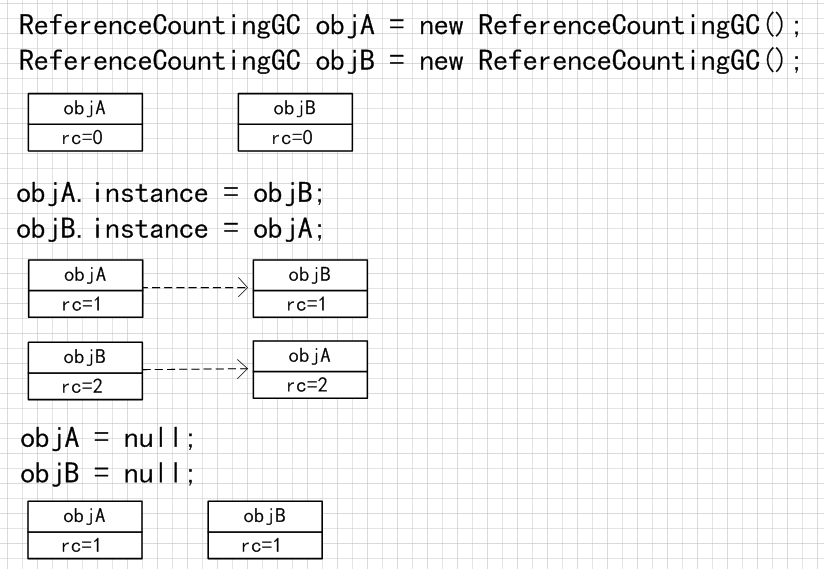 ReferenceCountingGC objA = new ReferenceCountingGC();
ReferenceCountingGC objB = new ReferenceCountingGC();
objA objB
rc=0 rc=0
objA.instance = objB;
objB.instance = objA;
objA objB
rc=1 rc=1
objB objA
rc=2 rc=2
objA = null;
objB = null;
objA objB
rc=1 rc=1